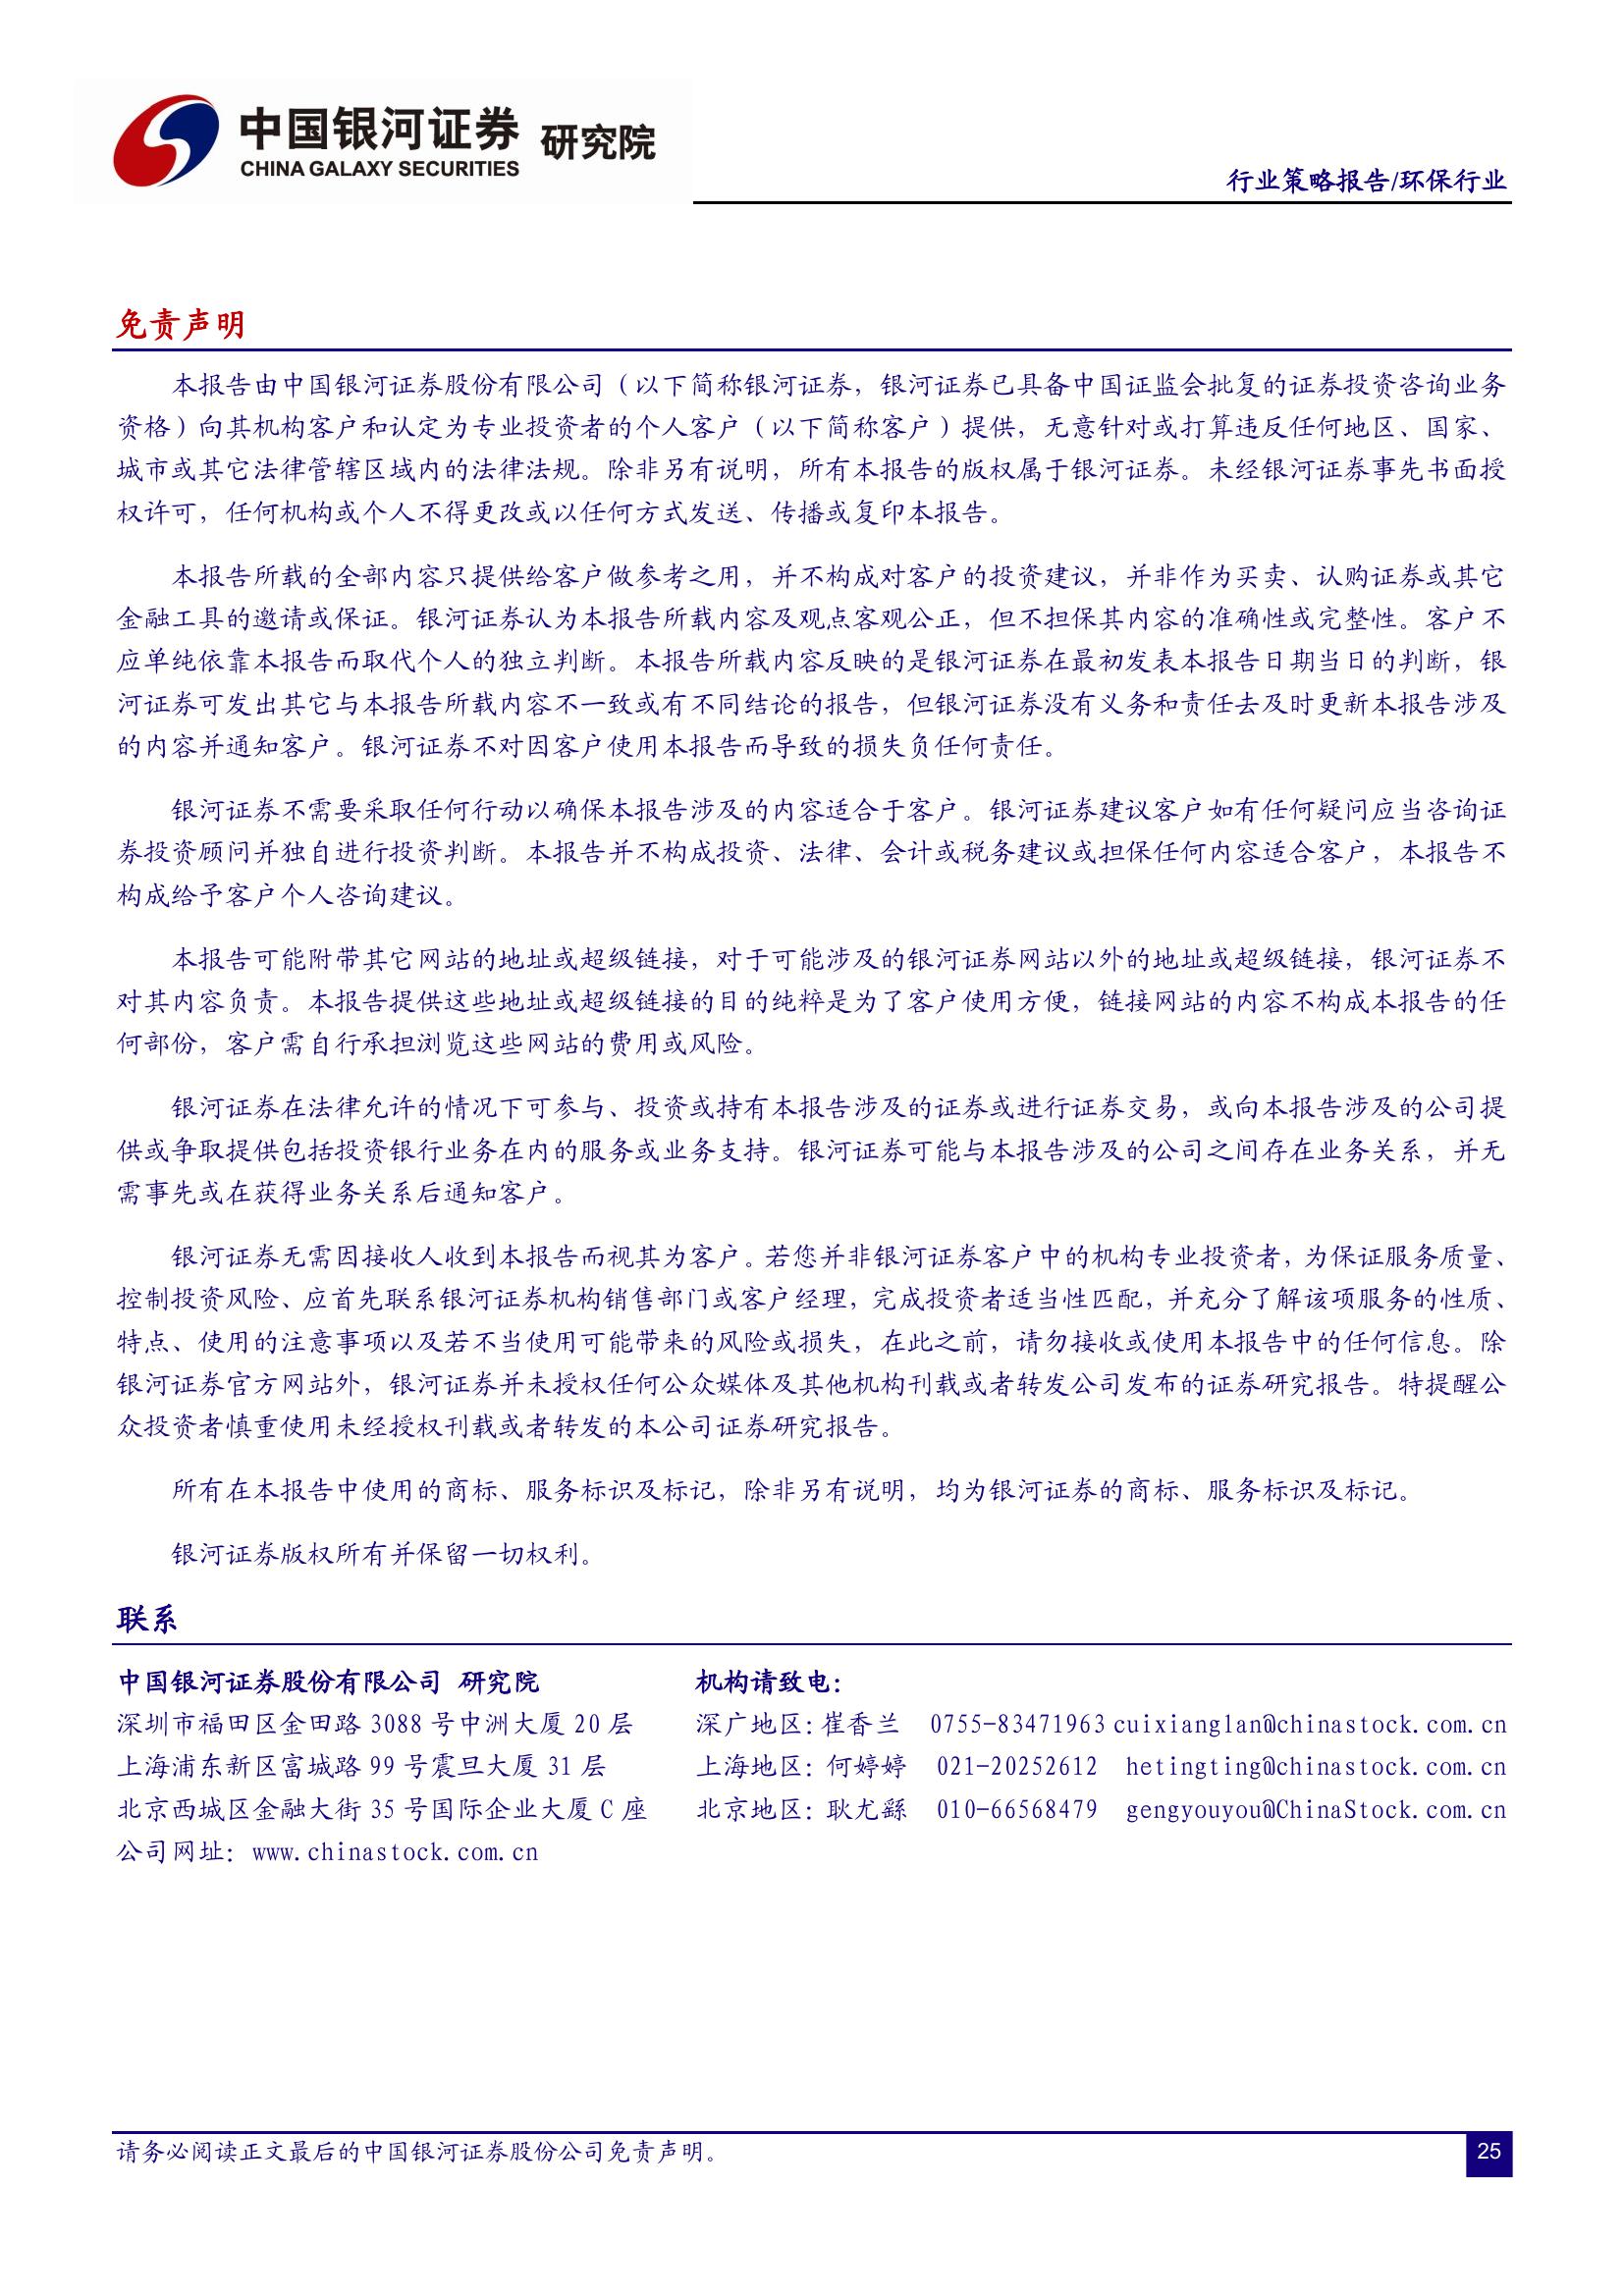 中国银河证券 研究院
CHINA GALAXY SECURITIES
行业策略报告/环保行业
免责声明
本报告由中国银河证券股份有限公司（以下简称银河证券，银河证券已具备中国证监会批复的证券投资咨询业务
资格）向其机构客户和认定为专业投资者的个人客户（以下简称客户）提供，无意针对或打算违反任何地区、国家、
城市或其它法律管辖区域内的法律法规。除非另有说明，所有本报告的版权属于银河证券。未经银河证券事先书面授
权许可，任何机构或个人不得更改或以任何方式发送、传播或复印本报告。
本报告所载的全部内容只提供给客户做参考之用，并不构成对客户的投资建议，并非作为买卖、认购证券或其它
金融工具的邀请或保证。银河证券认为本报告所载内容及观点客观公正，但不担保其内容的准确性或完整性。客户不
应单纯依靠本报告而取代个人的独立判断。本报告所载内容反映的是银河证券在最初发表本报告日期当日的判断，银
河证券可发出其它与本报告所载内容不一致或有不同结论的报告，但银河证券没有义务和责任去及时更新本报告涉及
的内容并通知客户。银河证券不对因客户使用本报告而导致的损失负任何责任。
银河证券不需要采取任何行动以确保本报告涉及的内容适合于客户。银河证券建议客户如有任何疑问应当咨询证
券投资顾问并独自进行投资判断。本报告并不构成投资、法律、会计或税务建议或担保任何内容适合客户，本报告不
构成给予客户个人咨询建议。
本报告可能附带其它网站的地址或超级链接，对于可能涉及的银河证券网站以外的地址或超级链接，银河证券不
对其内容负责。本报告提供这些地址或超级链接的目的纯粹是为了客户使用方便，链接网站的内容不构成本报告的任
何部份，客户需自行承担浏览这些网站的费用或风险。
银河证券在法律允许的情况下可参与、投资或持有本报告涉及的证券或进行证券交易，或向本报告涉及的公司提
供或争取提供包括投资银行业务在内的服务或业务支持。银河证券可能与本报告涉及的公司之间存在业务关系，并无
需事先或在获得业务关系后通知客户。
银河证券无需因接收人收到本报告而视其为客户。若您并非银河证券客户中的机构专业投资者，为保证服务质量、
控制投资风险、应首先联系银河证券机构销售部门或客户经理，完成投资者适当性匹配，并充分了解该项服务的性质、
特点、使用的注意事项以及若不当使用可能带来的风险或损失，在此之前，请勿接收或使用本报告中的任何信息。除
银河证券官方网站外，银河证券并未授权任何公众媒体及其他机构刊载或者转发公司发布的证券研究报告。特提醒公
众投资者慎重使用未经授权刊载或者转发的本公司证券研究报告。
所有在本报告中使用的商标、服务标识及标记，除非另有说明，均为银河证券的商标、服务标识及标记。
银河证券版权所有并保留一切权利。
联系
中国银河证券股份有限公司 研究院
深圳市福田区金田路 3088 号中洲大厦 20 层
上海浦东新区富城路 99 号震旦大厦 31 层
北京西城区金融大街 35 号国际企业大厦 C 座
公司网址：www.chinastock.com.cn
机构请致电：
深广地区：崔香兰 0755-83471963 cuixianglan@chinastock.com.cn
上海地区：何婷婷 021-20252612 hetingting@chinastock.com.cn
北京地区：耿尤繇 010-66568479 gengyouyou@ChinaStock.com.cn
请务必阅读正文最后的中国银河证券股份公司免责声明。
25